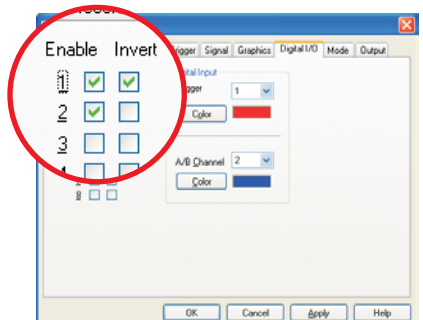 Enable Invert
Trigger Signal Graphics Digital I/O Mode Output
1
2
3
Digital Input
Trigger 1
Color
A/B Channel 2
Color
8
OK Cancel Apply Help